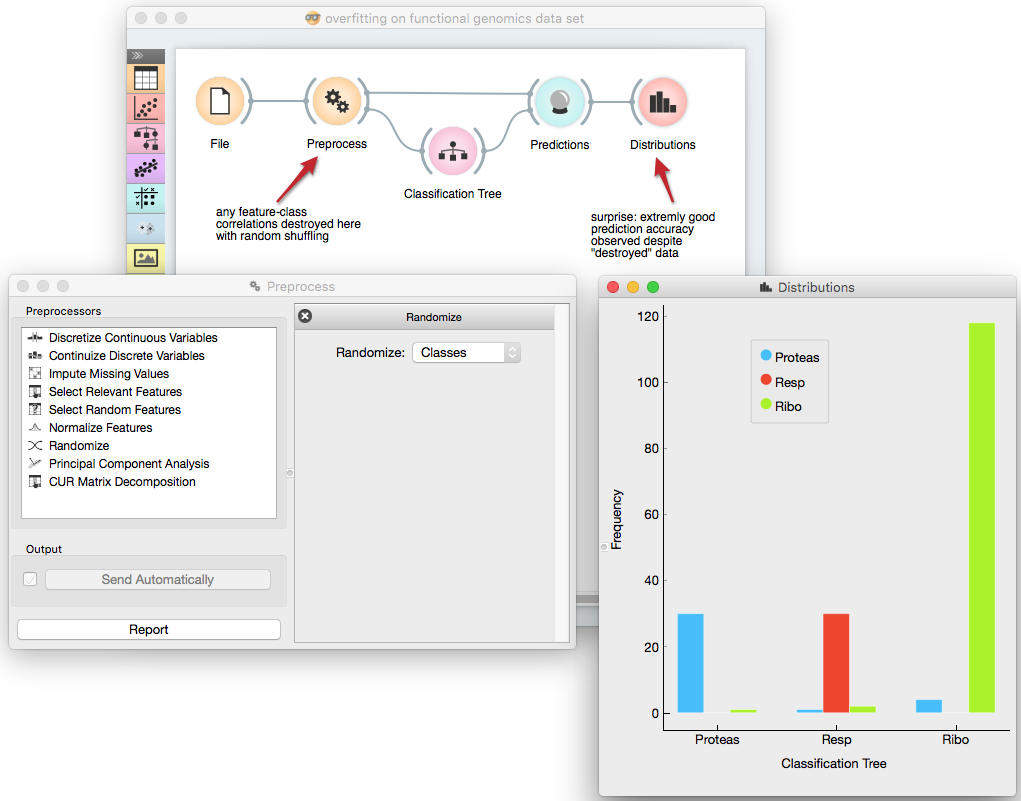 overfitting on functional genomics data set
File
Preprocess
Classification Tree
Predictions
Distributions
any feature-class
correlations destroyed here
with random shuffling
surprise: extremly good
prediction accuracy
observed despite
"destroyed" data
Preprocess
Preprocessors
Discretize Continuous Variables
Continuize Discrete Variables
Impute Missing Values
Select Relevant Features
Select Random Features
Normalize Features
Randomize
Principal Component Analysis
CUR Matrix Decomposition
Output
Send Automatically
Report
Randomize
Randomize: Classes
Distributions
120
100
80
60
40
20
0
Frequency
Proteas
Resp
Ribo
Proteas Resp Ribo
Classification Tree